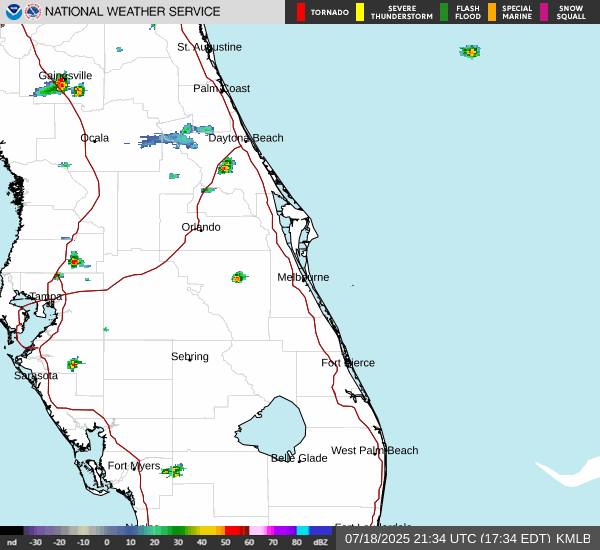 NATIONAL WEATHER SERVICE
TORNADO
SEVERE
THUNDERSTORM
FLASH
FLOOD
SPECIAL
MARINE
SNOW
SQUALL
St. Augustine
Gainesville
Palm Coast
Ocala
Daytona Beach
Orlando
Melbourne
Tampa
Sebring
Fort Pierce
Sarasota
West Palm Beach
Belle Glade
Fort Myers
nd -30 -20 -10 0 10 20 30 40 50 60 70 80 dBZ
07/18/2025 21:34 UTC (17:34 EDT) KMLB